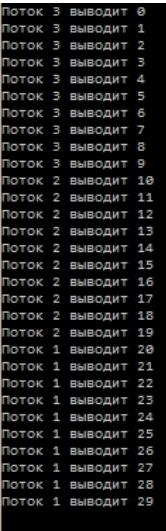 Поток 3 выводит 0
Поток 3 выводит 1
Поток 3 выводит 2
Поток 3 выводит 3
Поток 3 выводит 4
Поток 3 выводит 5
Поток 3 выводит 6
Поток 3 выводит 7
Поток 3 выводит 8
Поток 3 выводит 9
Поток 2 выводит 10
Поток 2 выводит 11
Поток 2 выводит 12
Поток 2 выводит 13
Поток 2 выводит 14
Поток 2 выводит 15
Поток 2 выводит 16
Поток 2 выводит 17
Поток 2 выводит 18
Поток 2 выводит 19
Поток 1 выводит 20
Поток 1 выводит 21
Поток 1 выводит 22
Поток 1 выводит 23
Поток 1 выводит 24
Поток 1 выводит 25
Поток 1 выводит 26
Поток 1 выводит 27
Поток 1 выводит 28
Поток 1 выводит 29